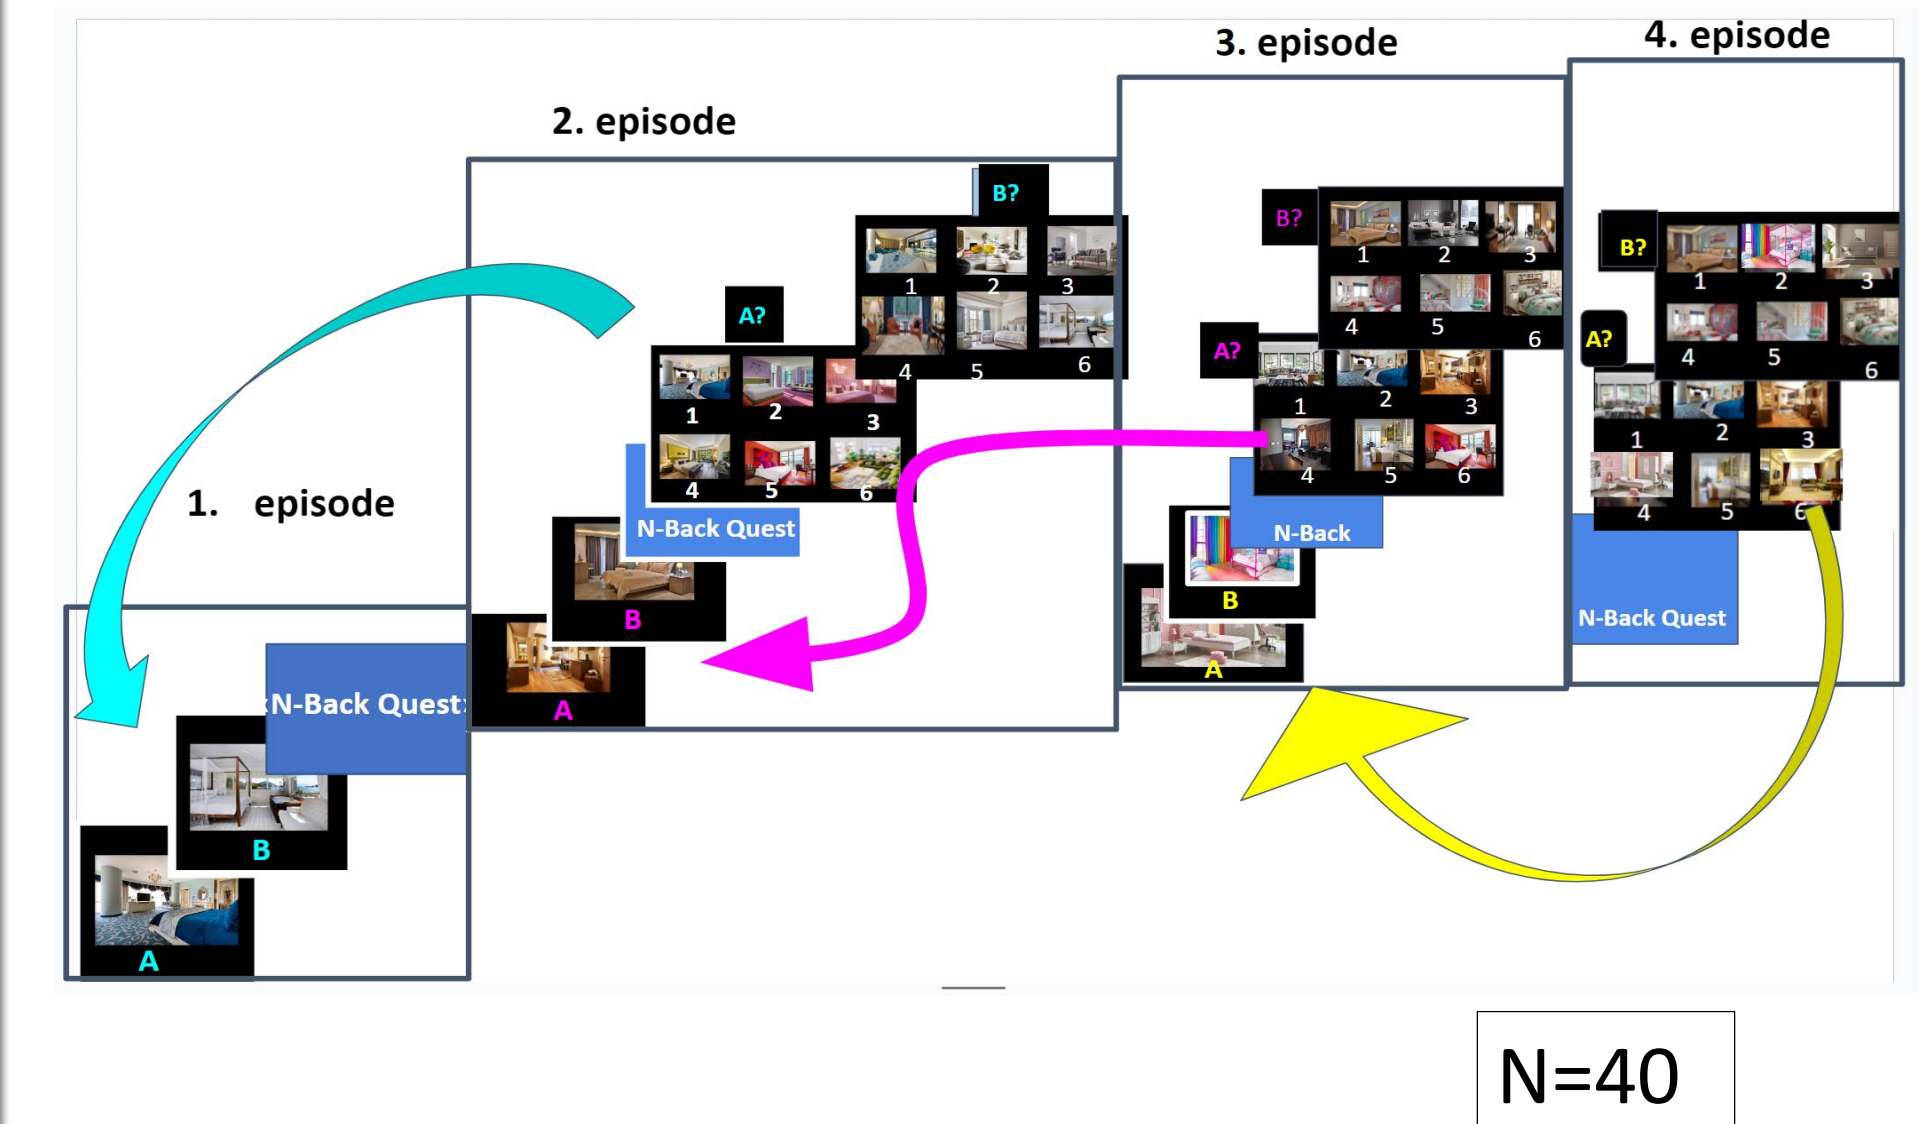 1. episode
A
B
«N-Back Quest»
2. episode
A
B
N-Back Quest
A?
1 2 3
4 5 6
B?
1 2 3
4 5 6
3. episode
A
B
N-Back
A?
1 2 3
4 5 6
B?
1 2 3
4 5 6
4. episode
N-Back Quest
A?
1 2 3
4 5 6
B?
1 2 3
4 5 6
N=40